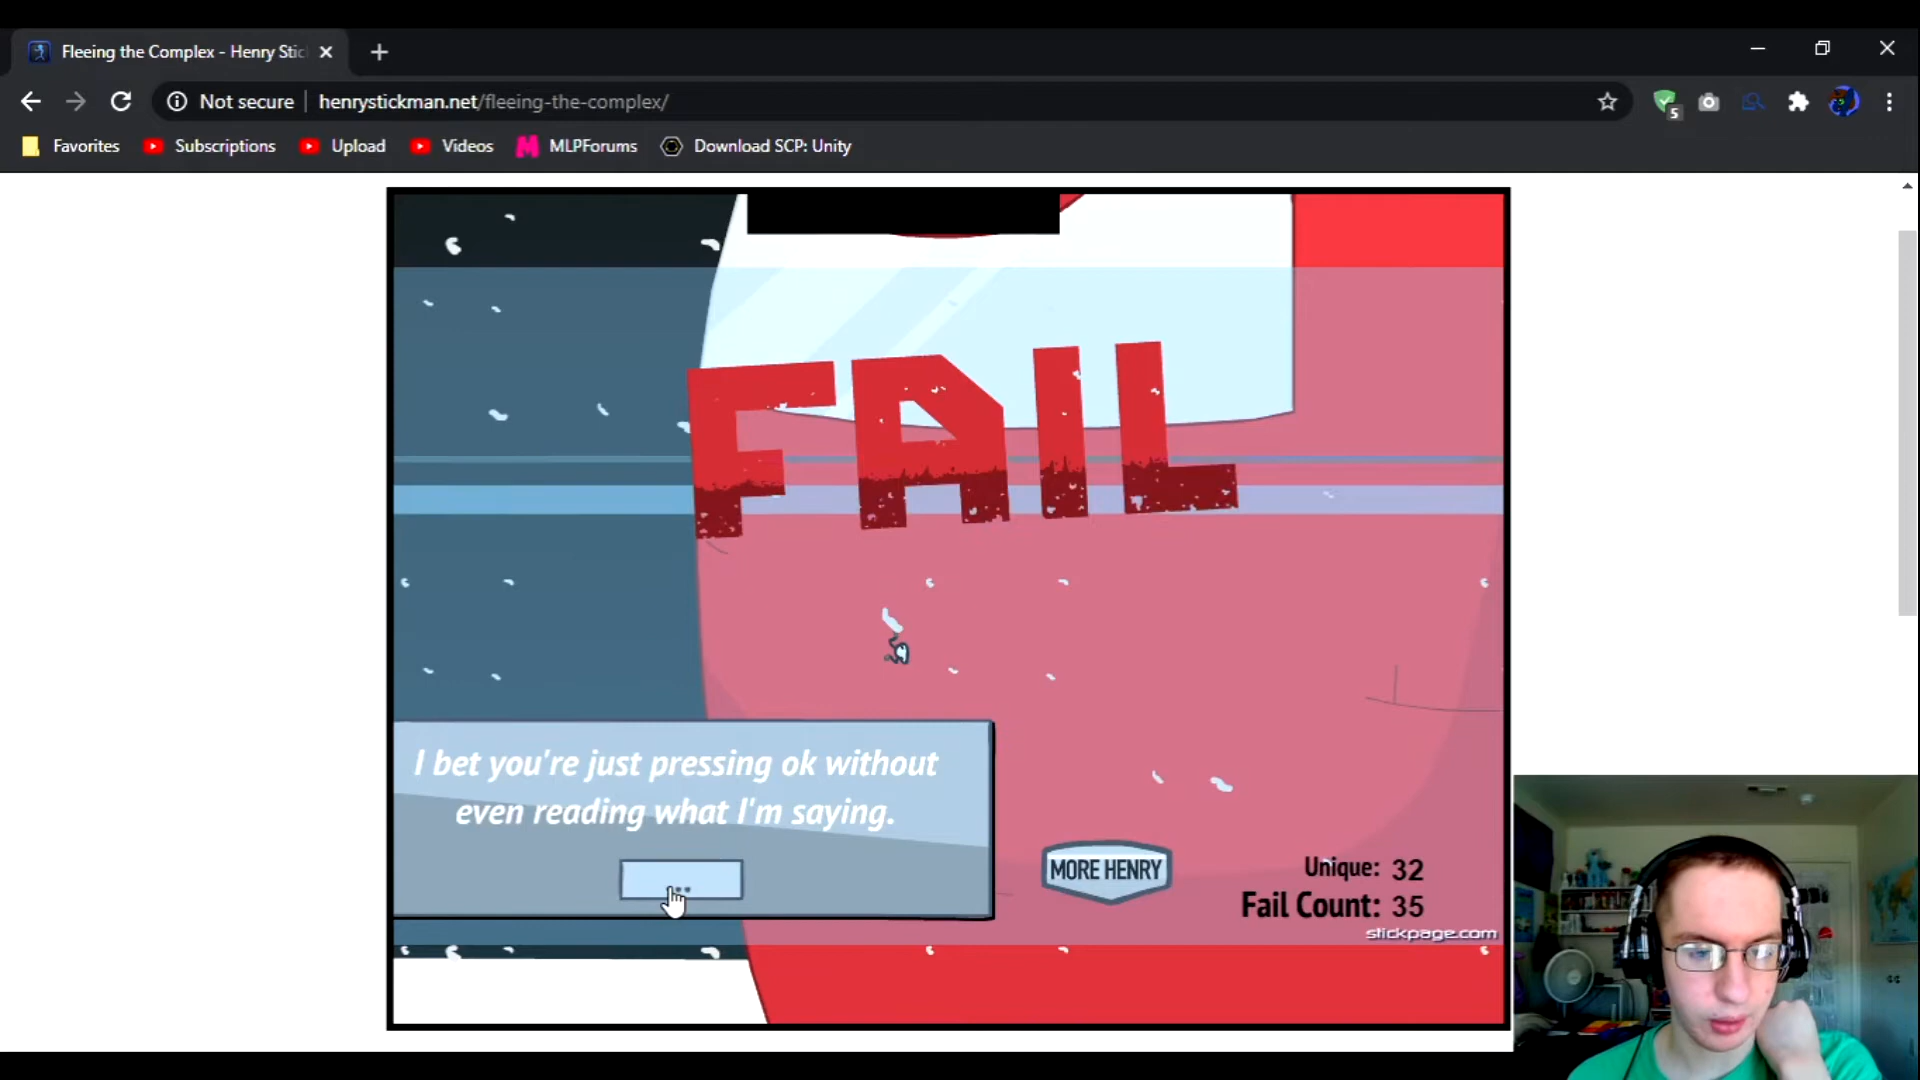 Fleeing the Complex - Henry Stic
Not secure henrystickman.net/fleeing-the-complex/
5
Favorites Subscriptions Upload Videos MLPForums Download SCP: Unity
FAIL
I bet you're just pressing ok without
even reading what I'm saying.
...
MORE HENRY
Unique: 32
Fail Count: 35
stickpage.com